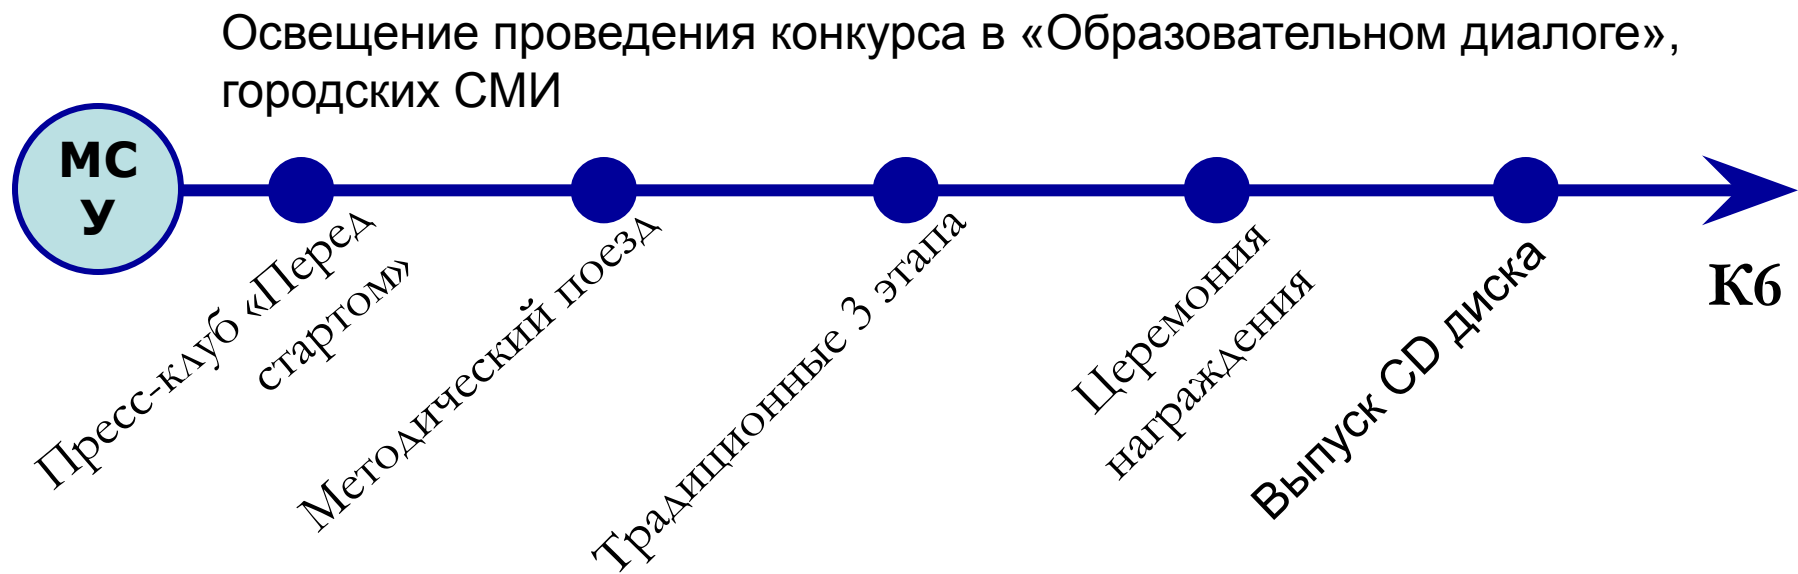 Освещение проведения конкурса в «Образовательном диалоге»,
городских СМИ
МС
У
Пресс-клуб «Перед
стартом»
Методический поезд
Традиционные 3 этапа
Церемония
награждения
Выпуск CD диска
К6